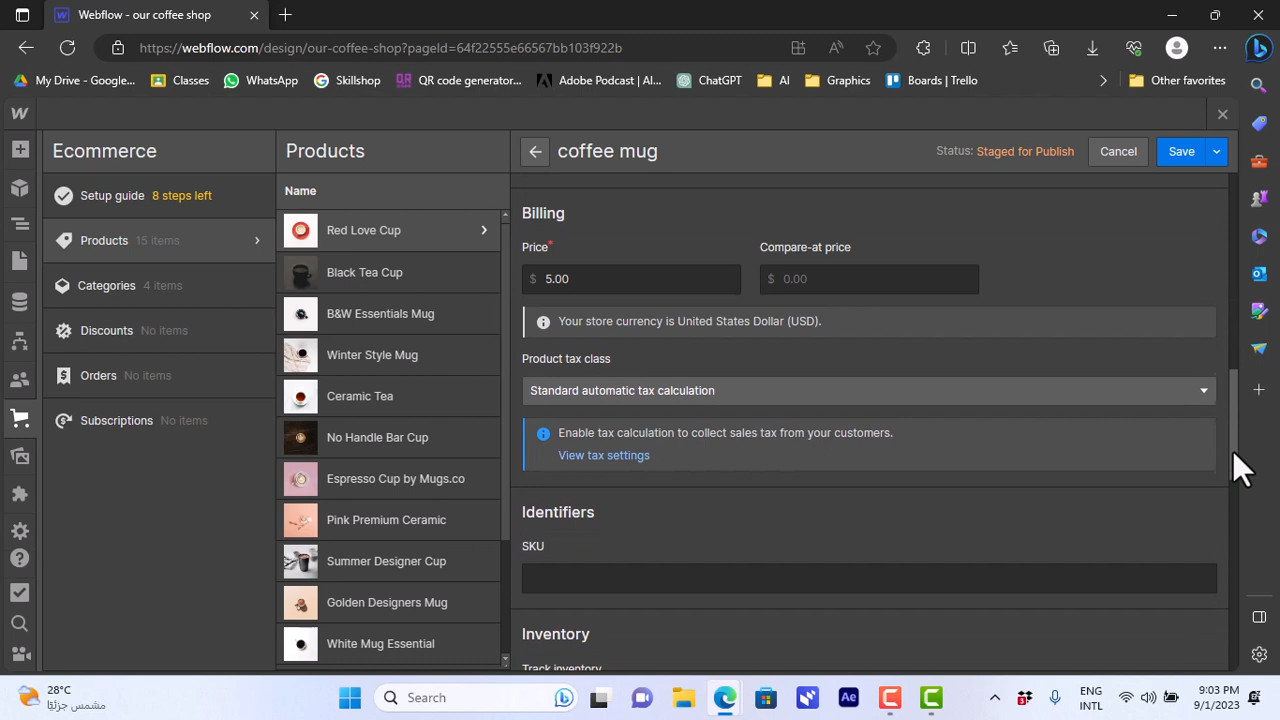 Webflow - our coffee shop
https://webflow.com/design/our-coffee-shop?pageId=64f22555e66567bb103f922b
My Drive - Google...
Classes
WhatsApp
Skillshop
QR code generator...
Adobe Podcast | AI...
ChatGPT
AI
Graphics
Boards | Trello
Other favorites
Ecommerce
Products
coffee mug
Status: Staged for Publish
Cancel
Save
Setup guide 8 steps left
Products 15 items
Categories 4 items
Discounts No items
Orders No items
Subscriptions No items
Name
Red Love Cup
Black Tea Cup
B&W Essentials Mug
Winter Style Mug
Ceramic Tea
No Handle Bar Cup
Espresso Cup by Mugs.co
Pink Premium Ceramic
Summer Designer Cup
Golden Designers Mug
White Mug Essential
Billing
Price*
Compare-at price
$ 5.00
$ 0.00
Your store currency is United States Dollar (USD).
Product tax class
Standard automatic tax calculation
Enable tax calculation to collect sales tax from your customers.
View tax settings
Identifiers
SKU
Inventory
Track inventory
28°C
مشمس جزئيًا
Search
ENG
INTL
9:03 PM
9/1/2023